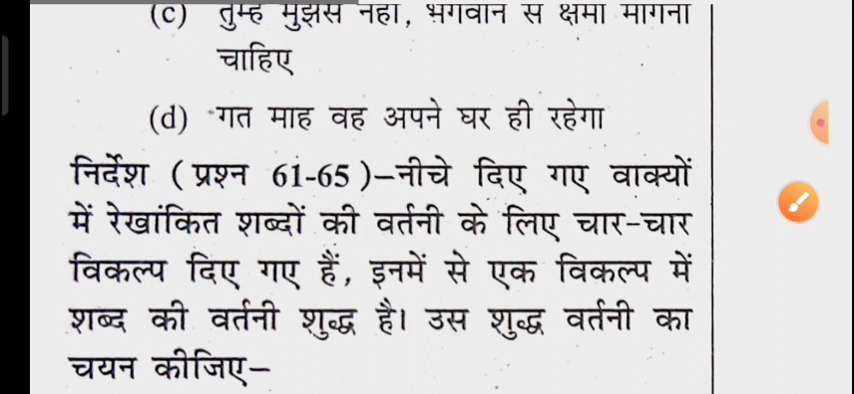 (c) तुम्हें मुझसे नहीं, भगवान से क्षमा मांगनी
चाहिए
(d) गत माह वह अपने घर ही रहेगा
निर्देश ( प्रश्न 61-65 )–नीचे दिए गए वाक्यों
में रेखांकित शब्दों की वर्तनी के लिए चार-चार
विकल्प दिए गए हैं, इनमें से एक विकल्प में
शब्द की वर्तनी शुद्ध है। उस शुद्ध वर्तनी का
चयन कीजिए–